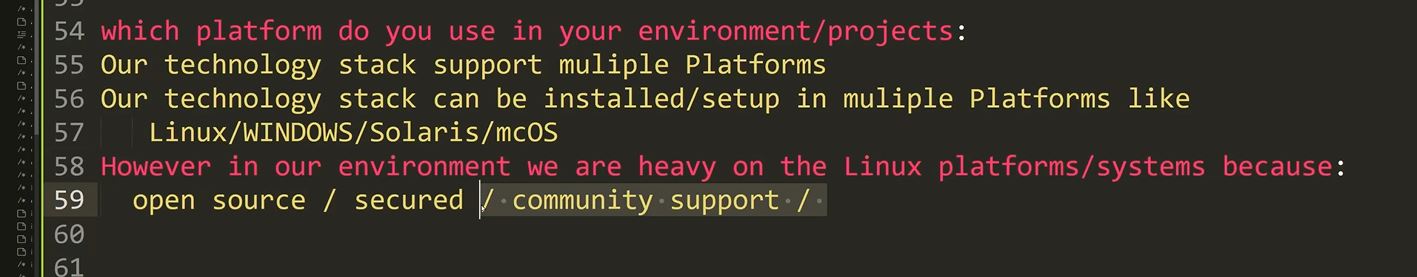 54 which platform do you use in your environment/projects:
55 Our technology stack support muliple Platforms
56 Our technology stack can be installed/setup in muliple Platforms like
57 Linux/WINDOWS/Solaris/mcOS
58 However in our environment we are heavy on the Linux platforms/systems because:
59 open source / secured / community support /
60
61